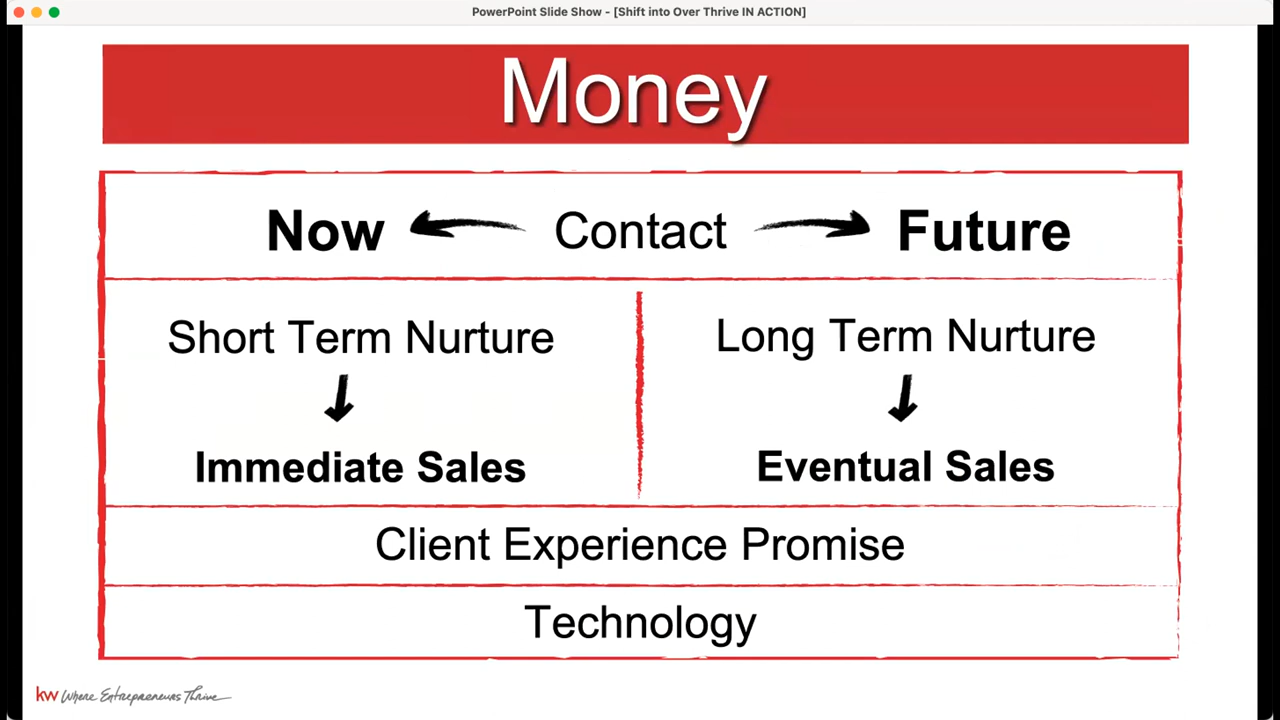 PowerPoint Slide Show - [Shift into Over Thrive IN ACTION]
Money
Now Contact Future
Short Term Nurture Long Term Nurture
Immediate Sales Eventual Sales
Client Experience Promise
Technology
kw Where Entrepreneurs Thrive